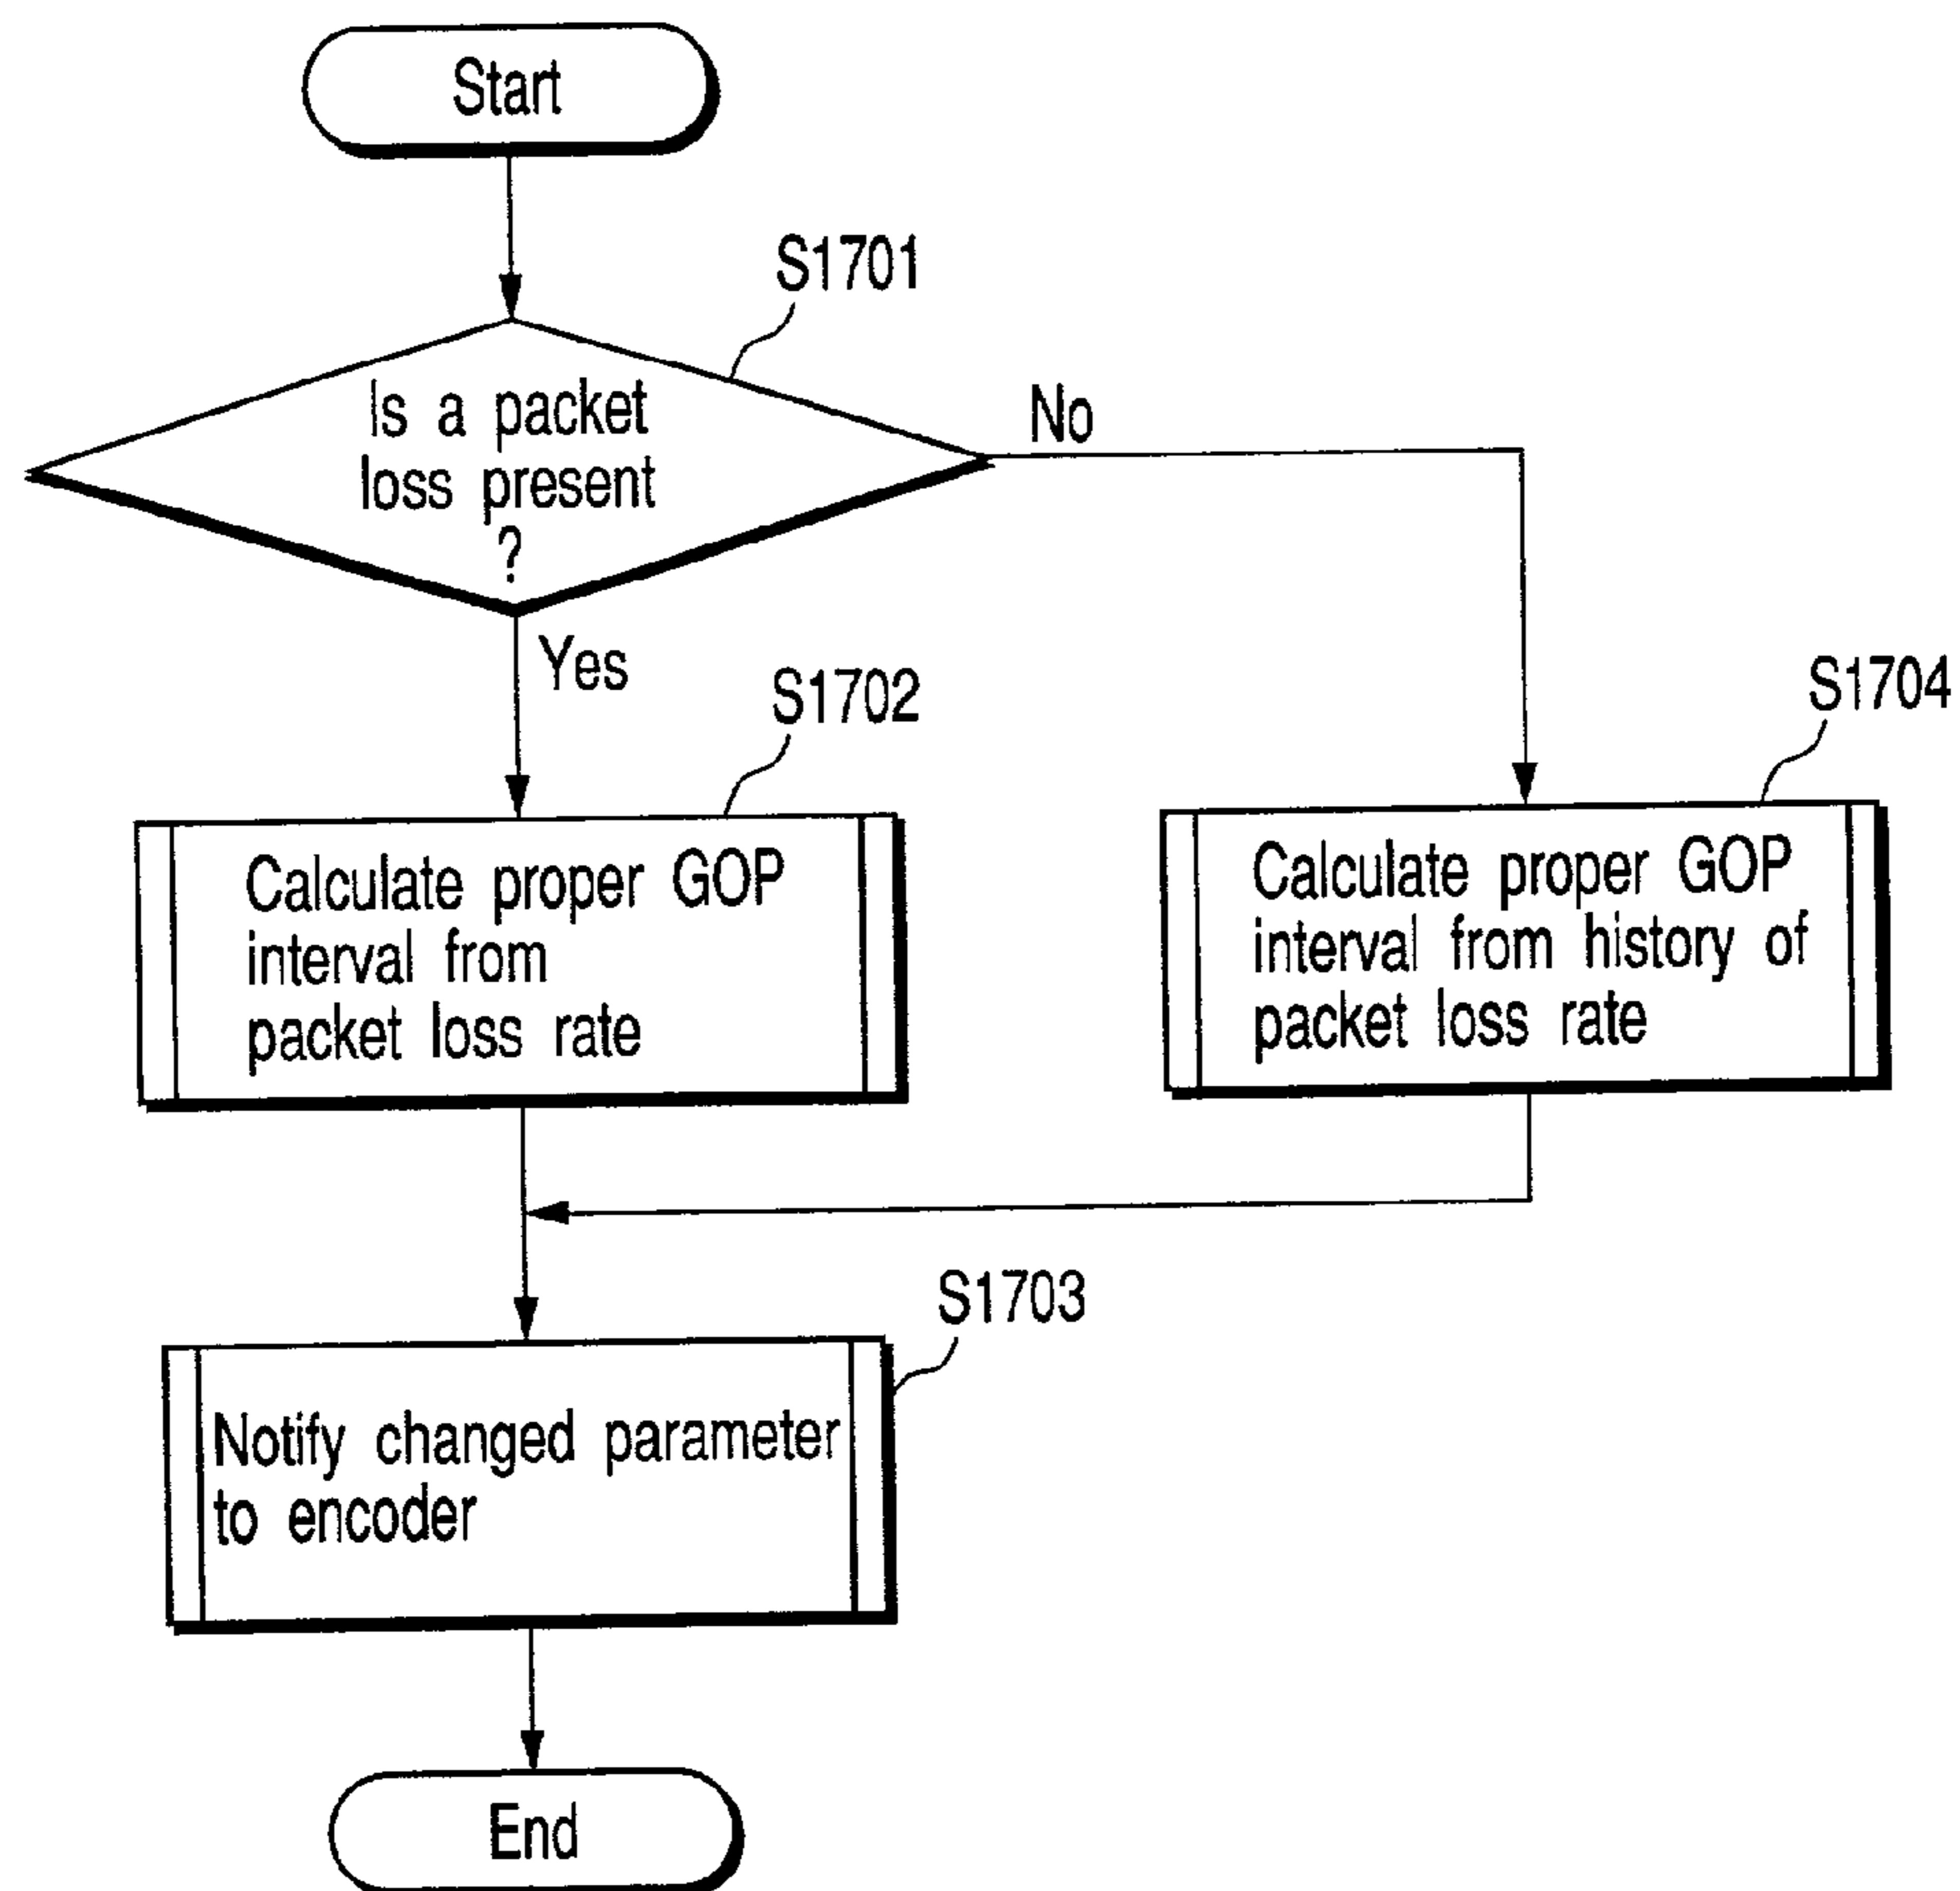 Start
S1701
Is a packet
loss present
?
No
Yes
S1702
Calculate proper GOP
interval from
packet loss rate
S1704
Calculate proper GOP
interval from history of
packet loss rate
S1703
Notify changed parameter
to encoder
End